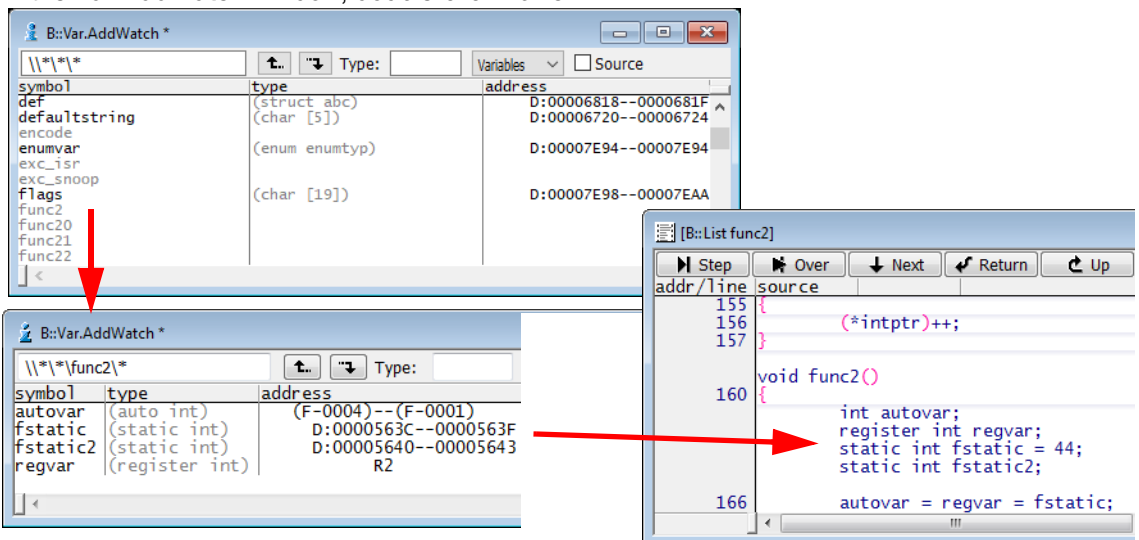 B::Var.AddWatch *
\\*\*\* t.. Type: Variables Source
symbol type address
def (struct abc) D:00006818--0000681F
defaultstring (char [5]) D:00006720--00006724
encode
enumvar (enum enumtyp) D:00007E94--00007E94
exc_isr
exc_snoop
flags (char [19]) D:00007E98--00007EAA
func2
func20
func21
func22
B::Var.AddWatch *
\\*\*\func2\* t.. Type:
symbol type address
autovar (auto int) (F-0004)--(F-0001)
fstatic (static int) D:0000563C--0000563F
fstatic2 (static int) D:00005640--00005643
regvar (register int) R2
[B::List func2]
Step Over Next Return Up
addr/line source
155 {
156 (*intptr)++;
157 }
void func2()
160 {
int autovar;
register int regvar;
static int fstatic = 44;
static int fstatic2;
166 autovar = regvar = fstatic;